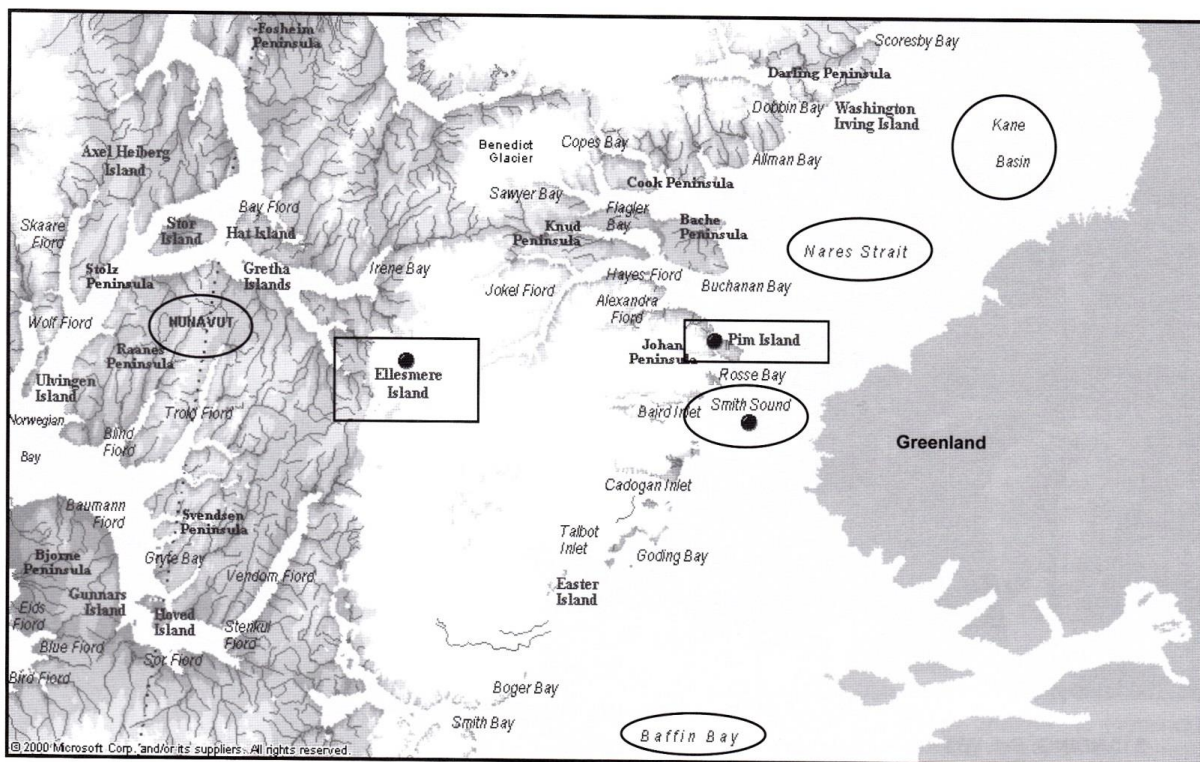 Fosheim
Peninsula
Scoresby Bay
Darling Peninsula
Dobbin Bay
Washington
Irving Island
Kane
Basin
Benedict
Glacier
Copes Bay
Allman Bay
Axel Heiberg
Island
Cook Peninsula
Sawyer Bay
Bay Fiord
Flagler
Bay
Skaare
Fiord
Stor
Island
Hat Island
Knud
Peninsula
Bache
Peninsula
Nares Strait
Stolz
Peninsula
Gretha
Islands
Irene Bay
Hayes Fiord
Buchanan Bay
Jokel Fiord
Alexandra
Fiord
Wolf Fiord
NUNAVUT
Raanes
Peninsula
Johan
Peninsula
Pim Island
Ellesmere
Island
Rosse Bay
Ulvingen
Island
Smith Sound
Trold Fiord
Baird Inlet
Norwegian
Bay
Blind
Fiord
Greenland
Cadogan Inlet
Baumann
Fiord
Svendsen
Peninsula
Talbot
Inlet
Goding Bay
Bjorne
Peninsula
Gryte Bay
Vendom Fiord
Easter
Island
Gunnars
Island
Eids
Fiord
Hoved
Island
Stenkul
Fiord
Blue Fiord
Spr Fiord
Bird Fiord
Boger Bay
Smith Bay
Baffin Bay
© 2000 Microsoft Corp. and/or its suppliers. All rights reserved.